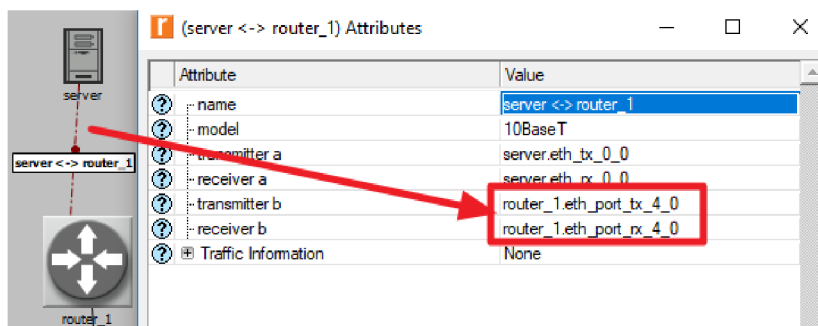 (server <-> router_1) Attributes
Attribute Value
name server <-> router_1
model 10BaseT
transmitter a server.eth_tx_0_0
receiver a server.eth_rx_0_0
transmitter b router_1.eth_port_tx_4_0
receiver b router_1.eth_port_rx_4_0
Traffic Information None
server
server <-> router_1
router_1